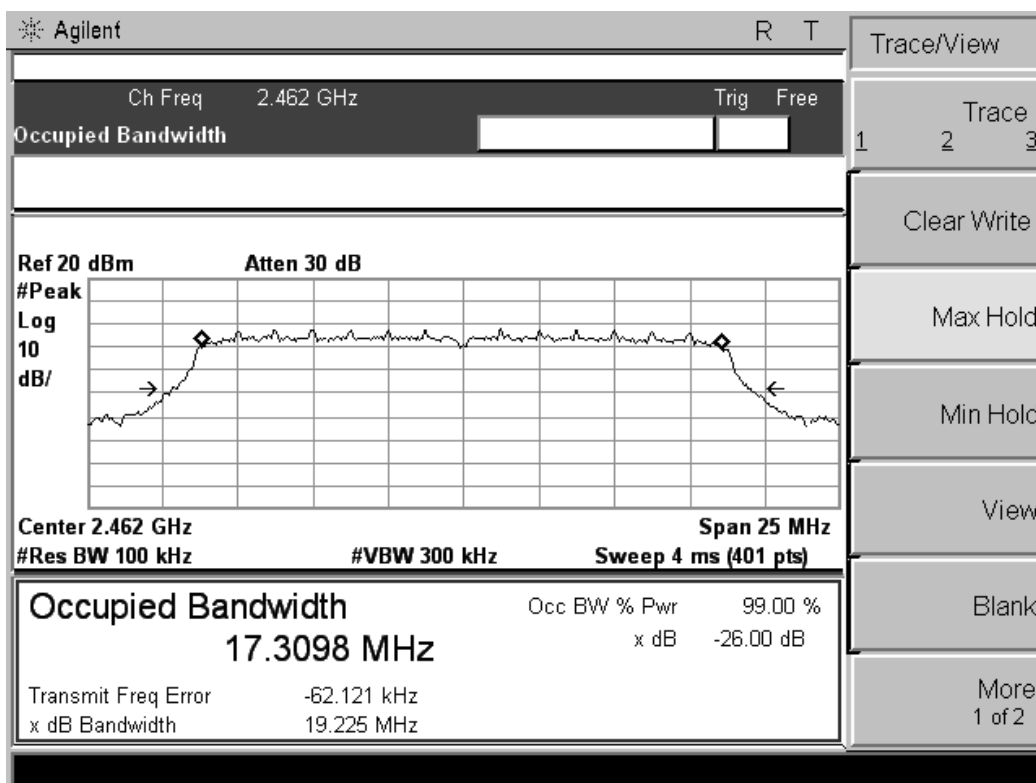 Agilent R T
Trace/View
Ch Freq 2.462 GHz Trig Free
Occupied Bandwidth
Trace
1 2 3
Clear Write
Ref 20 dBm Atten 30 dB
#Peak
Log
10
dB/
Max Hold
Min Hold
View
Center 2.462 GHz Span 25 MHz
#Res BW 100 kHz #VBW 300 kHz Sweep 4 ms (401 pts)
Occupied Bandwidth Occ BW % Pwr 99.00 %
17.3098 MHz x dB -26.00 dB
Blank
Transmit Freq Error -62.121 kHz
x dB Bandwidth 19.225 MHz
More
1 of 2